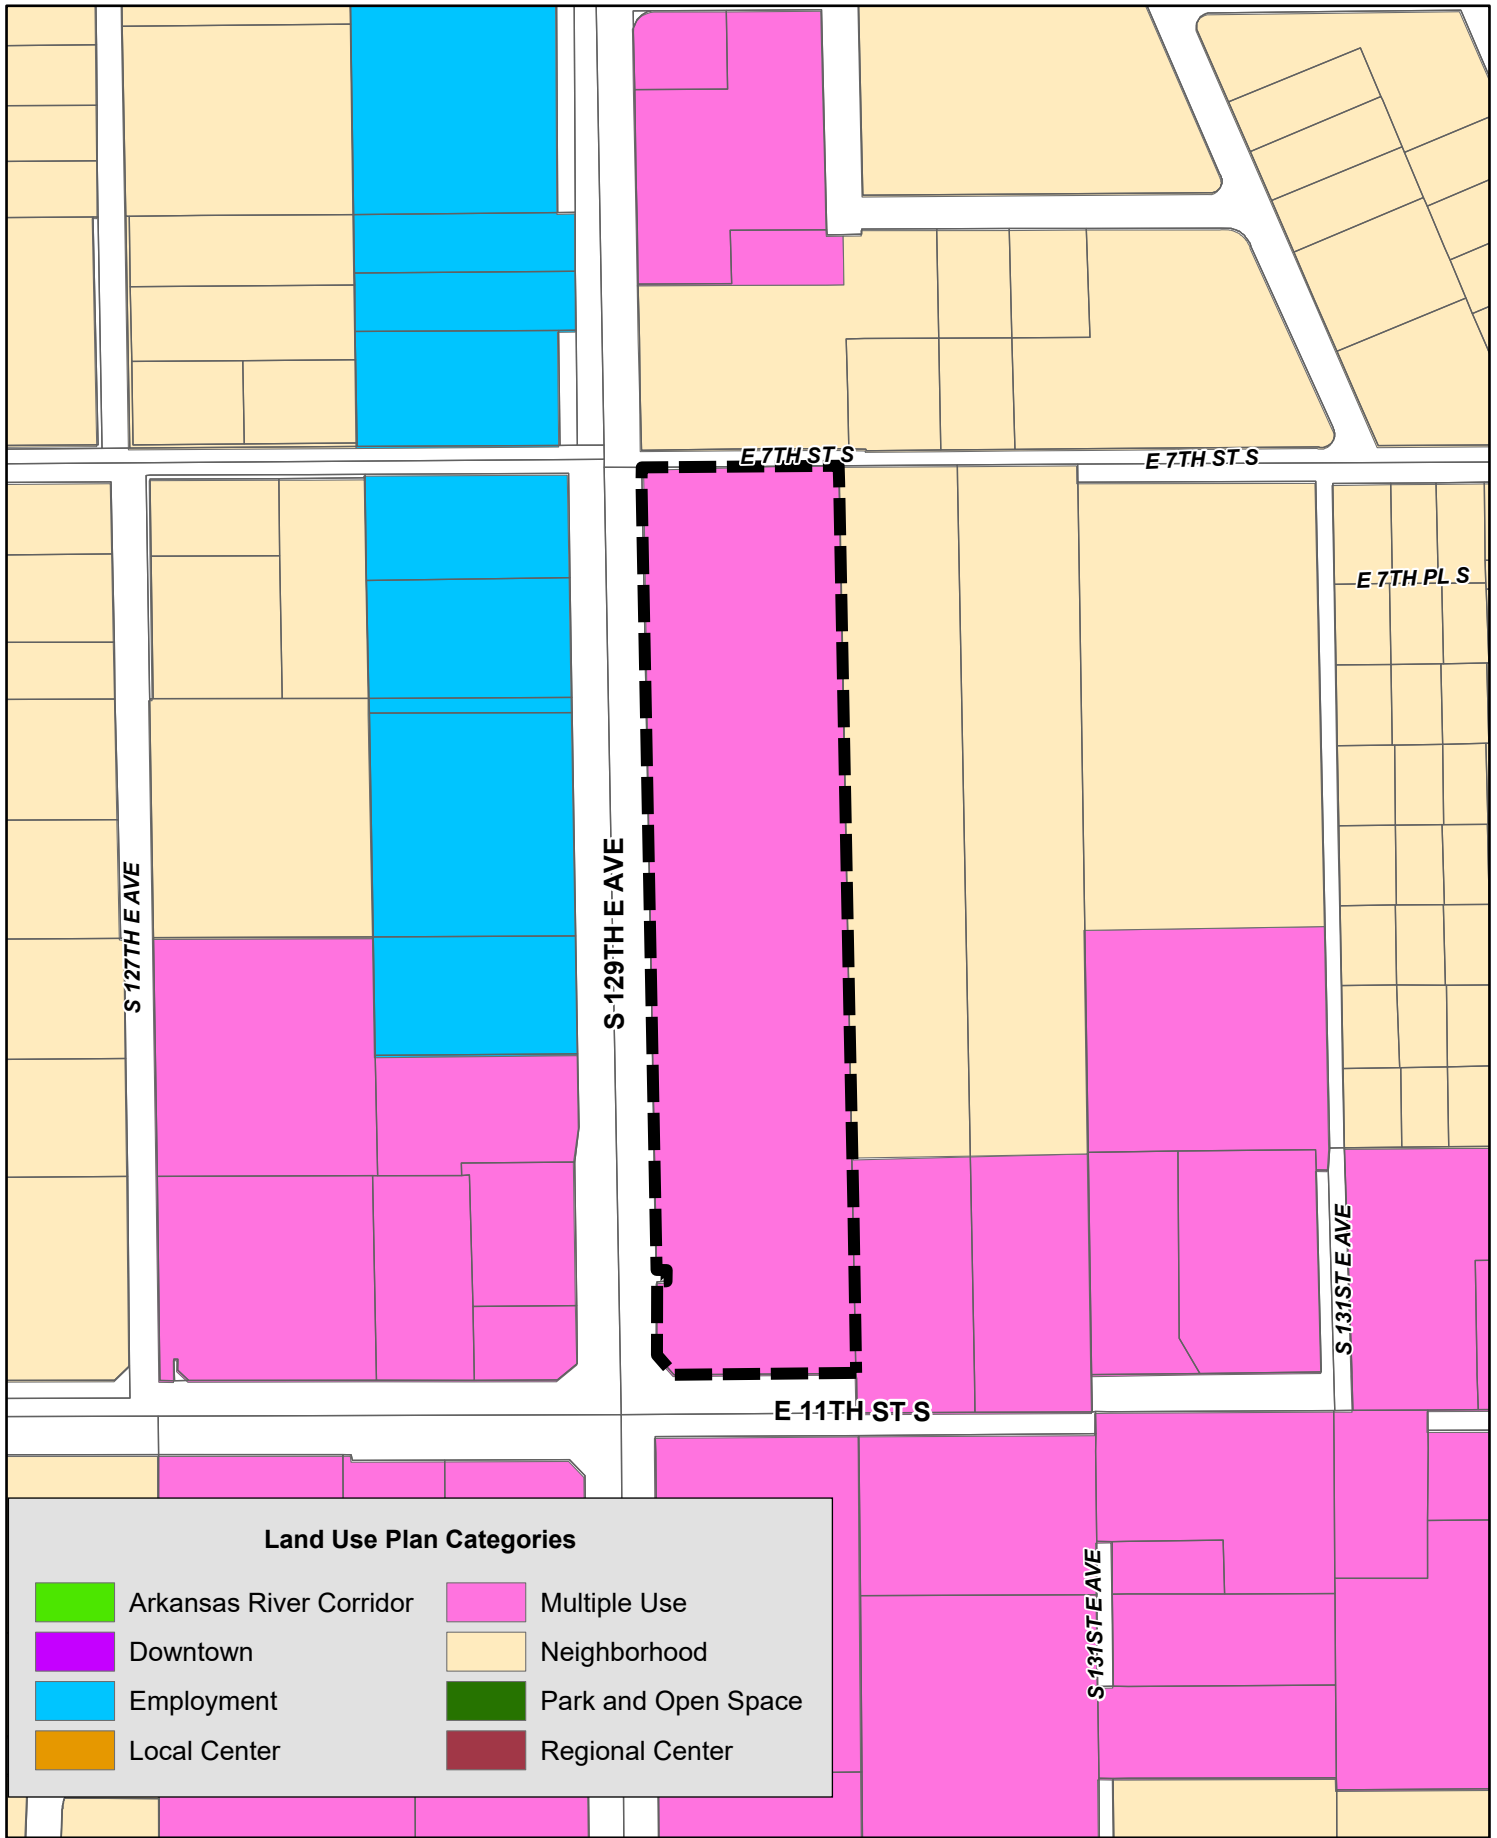 E 7TH ST S
E 7TH ST S
E 7TH PL S
S 127TH E AVE
S 129TH E AVE
S 131ST E AVE
E 11TH ST S
S 131ST E AVE
Land Use Plan Categories
Arkansas River Corridor
Downtown
Employment
Local Center
Multiple Use
Neighborhood
Park and Open Space
Regional Center